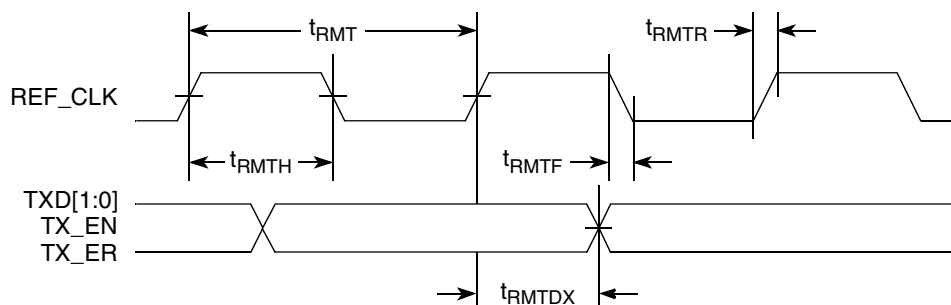 tRMT
tRMTR
REF_CLK
tRMTH
tRMTF
TXD[1:0]
TX_EN
TX_ER
tRMTDX